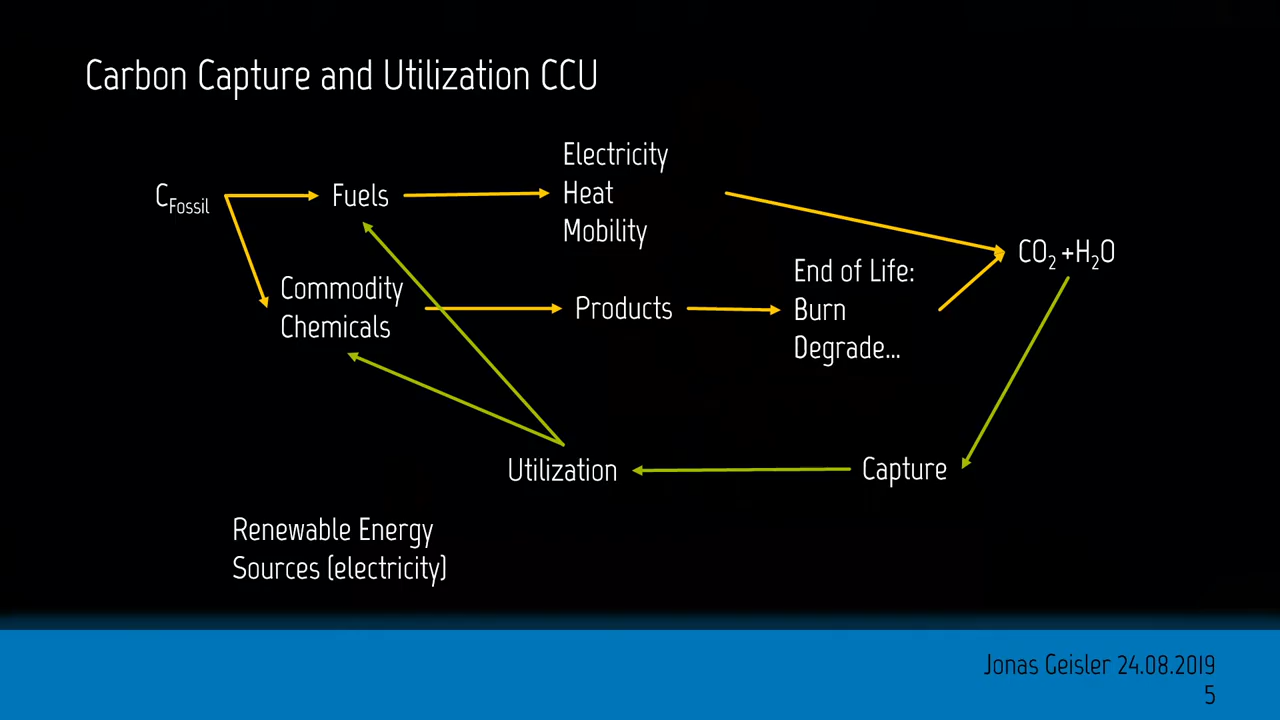 Carbon Capture and Utilization CCU
C_Fossil
Fuels
Electricity
Heat
Mobility
CO₂ +H₂O
Commodity
Chemicals
Products
End of Life:
Burn
Degrade...
Utilization
Capture
Renewable Energy
Sources (electricity)
Jonas Geisler 24.08.2019
5